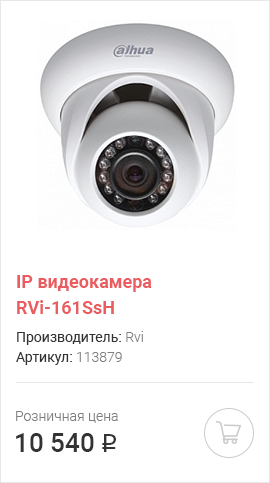 alhua
IP видеокамера
RVi-161SsH
Производитель: Rvi
Артикул: 113879
Розничная цена
10 540 ₽